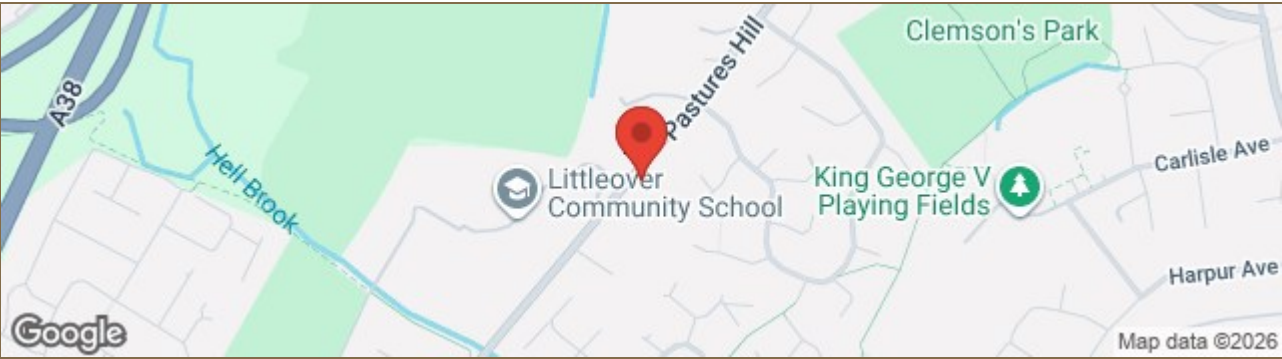 Clemson's Park
A38
Pastures Hill
Hell Brook
Carlisle Ave
Littleover
Community School
King George V
Playing Fields
Harpur Ave
Google
Map data ©2026